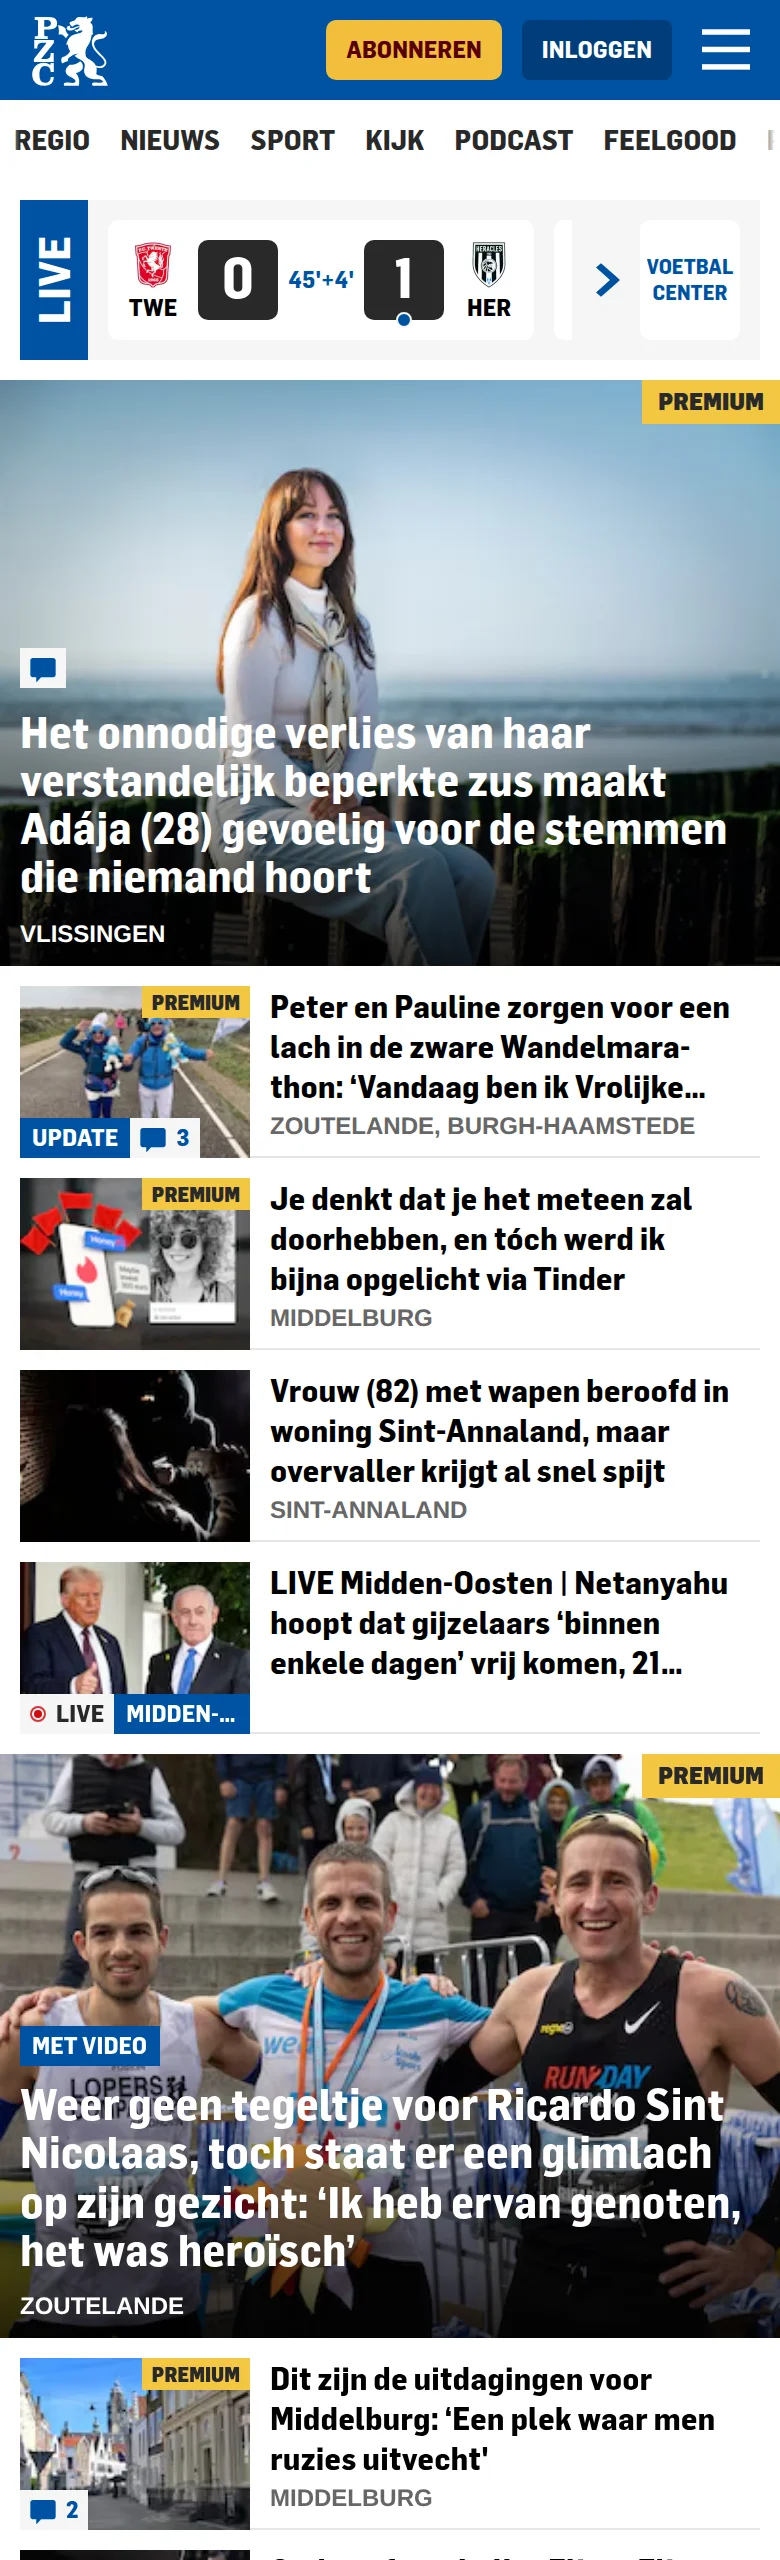 PZC
ABONNEREN
INLOGGEN
REGIO NIEUWS SPORT KIJK PODCAST FEELGOOD
LIVE
TWE
0
45'+4'
1
HER
VOETBAL
CENTER
PREMIUM
Het onnodige verlies van haar
verstandelijk beperkte zus maakt
Adája (28) gevoelig voor de stemmen
die niemand hoort
VLISSINGEN
PREMIUM
UPDATE
3
Peter en Pauline zorgen voor een
lach in de zware Wandelmara-
thon: ‘Vandaag ben ik Vrolijke...
ZOUTELANDE, BURGH-HAAMSTEDE
PREMIUM
Honey
Honey
Je denkt dat je het meteen zal
doorhebben, en tóch werd ik
bijna opgelicht via Tinder
MIDDELBURG
Vrouw (82) met wapen beroofd in
woning Sint-Annaland, maar
overvaller krijgt al snel spijt
SINT-ANNALAND
LIVE
MIDDEN-...
LIVE Midden-Oosten | Netanyahu
hoopt dat gijzelaars ‘binnen
enkele dagen’ vrij komen, 21...
PREMIUM
RUN2DAY
LOPERS
MET VIDEO
Weer geen tegeltje voor Ricardo Sint
Nicolaas, toch staat er een glimlach
op zijn gezicht: ‘Ik heb ervan genoten,
het was heroïsch’
ZOUTELANDE
PREMIUM
2
Dit zijn de uitdagingen voor
Middelburg: ‘Een plek waar men
ruzies uitvecht'
MIDDELBURG